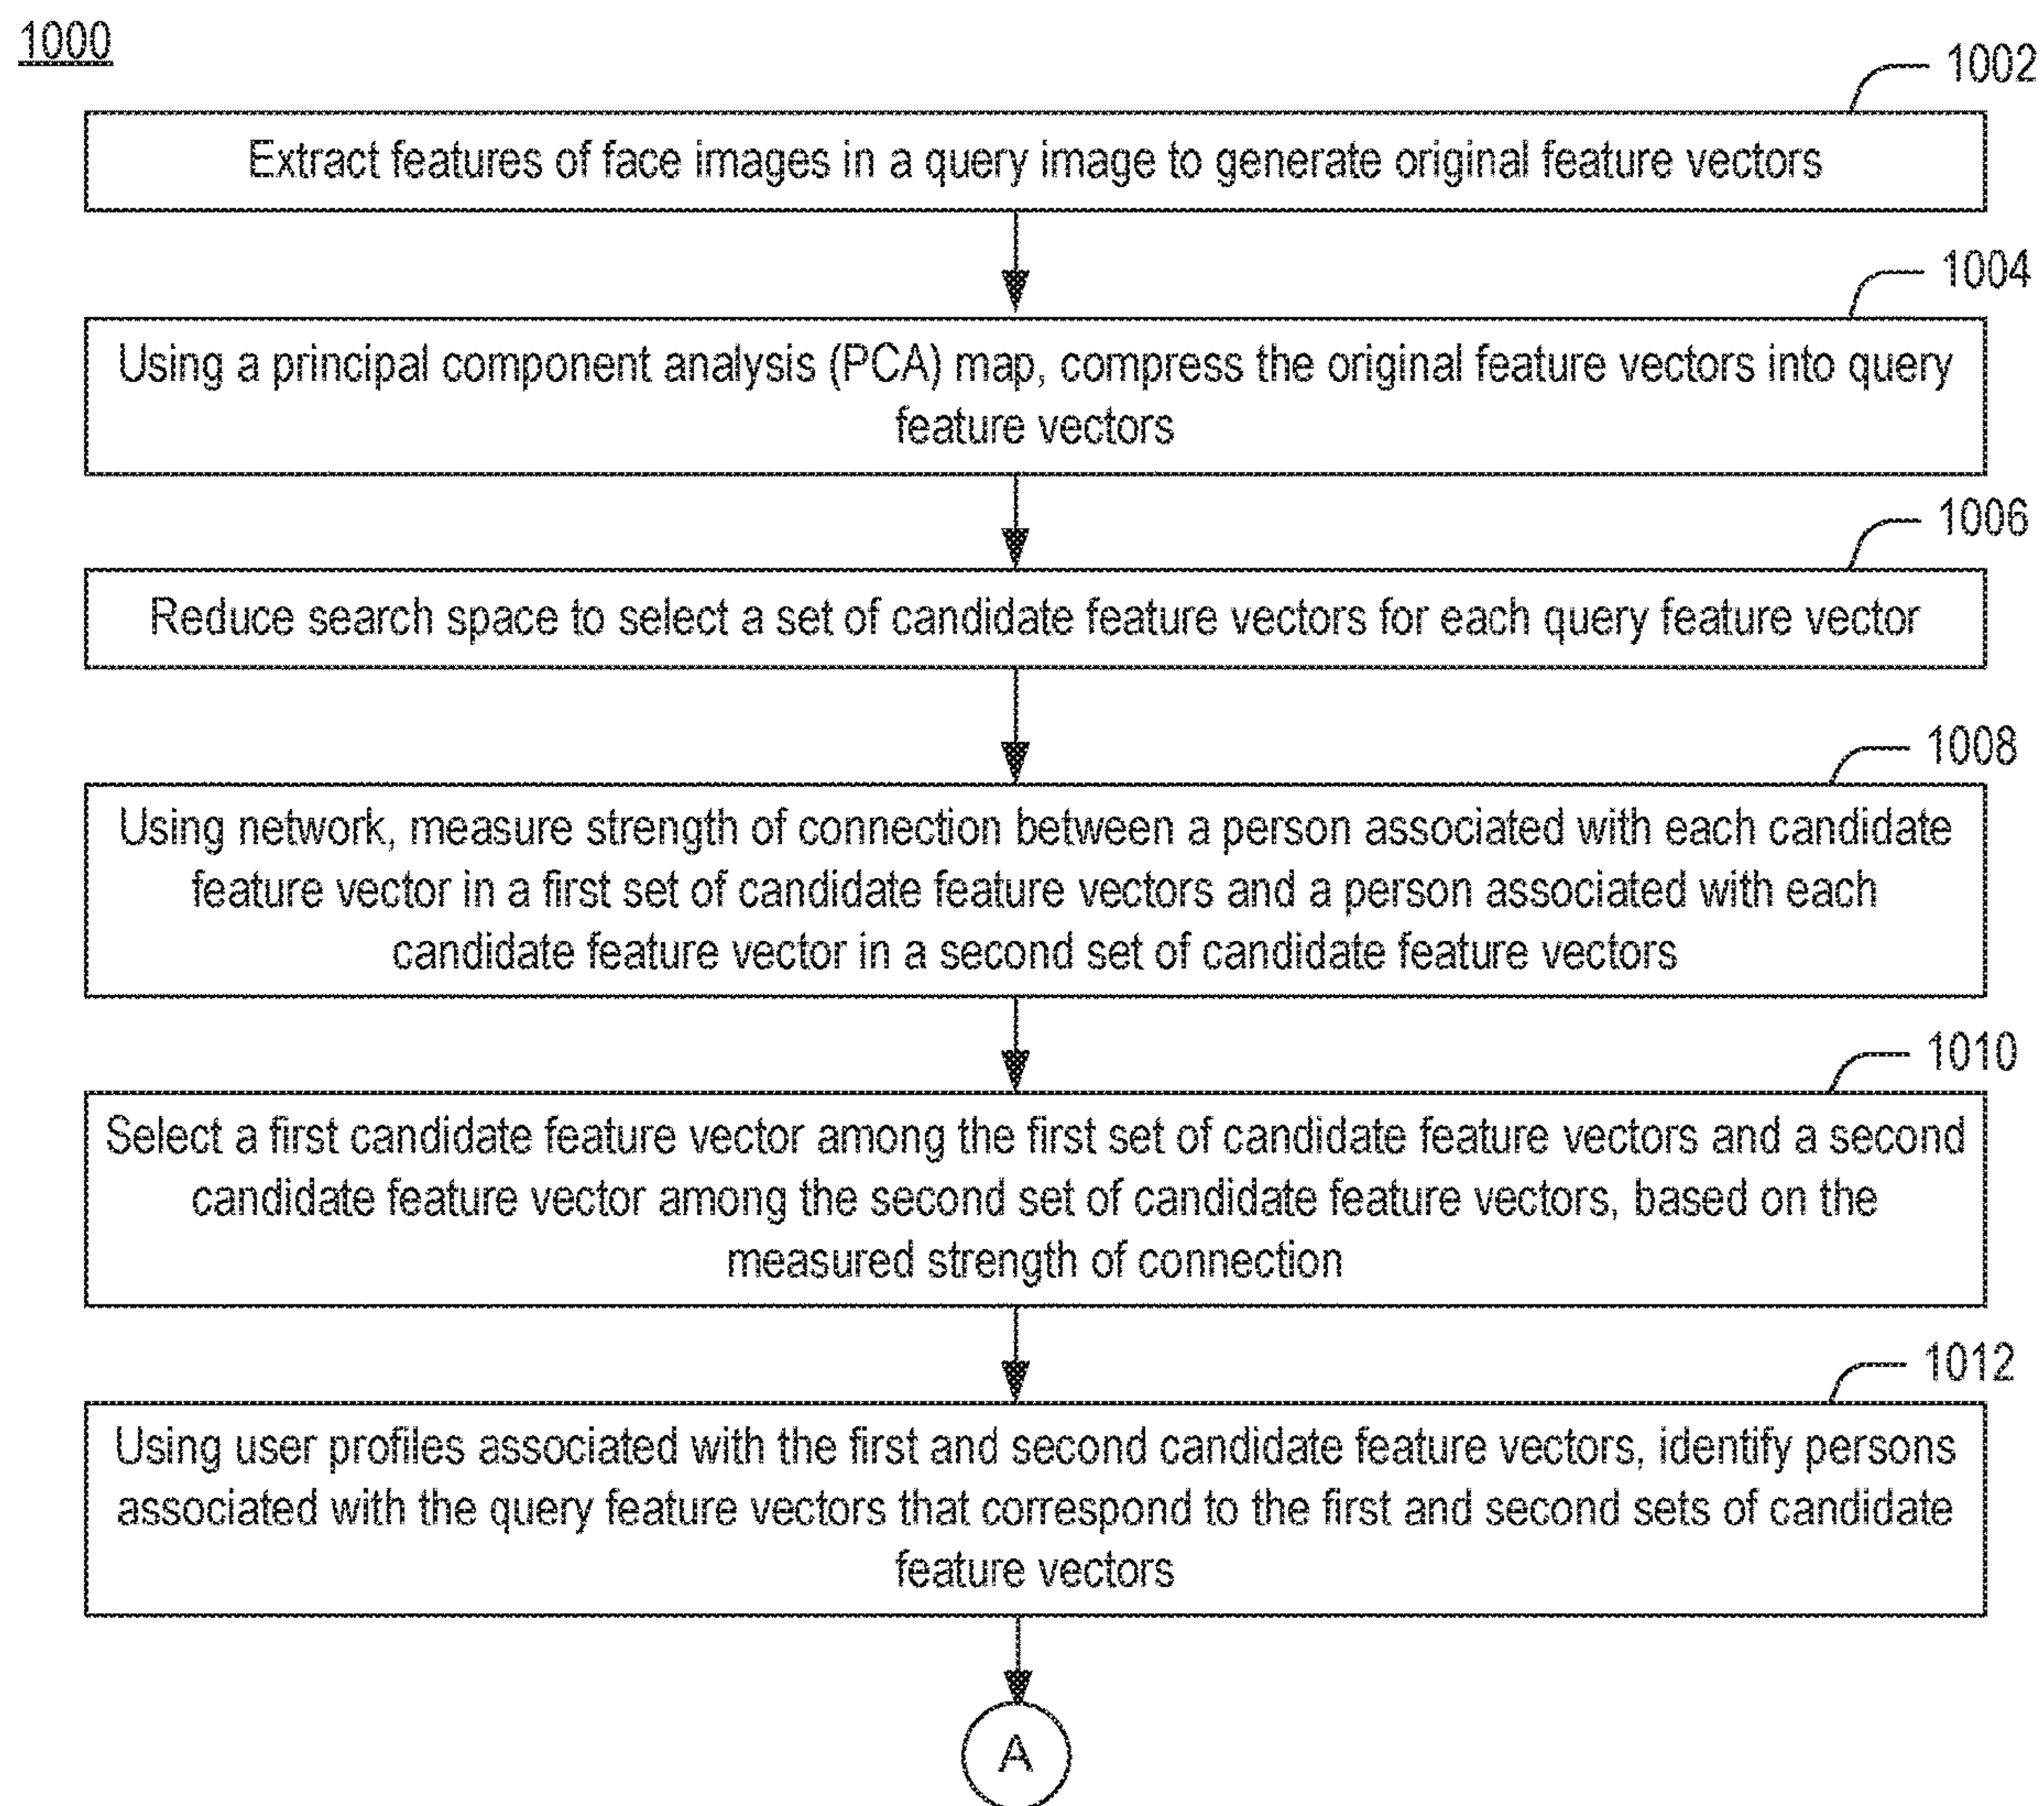 1000
1002
Extract features of face images in a query image to generate original feature vectors
1004
Using a principal component analysis (PCA) map, compress the original feature vectors into query
feature vectors
1006
Reduce search space to select a set of candidate feature vectors for each query feature vector
1008
Using network, measure strength of connection between a person associated with each candidate
feature vector in a first set of candidate feature vectors and a person associated with each
candidate feature vector in a second set of candidate feature vectors
1010
Select a first candidate feature vector among the first set of candidate feature vectors and a second
candidate feature vector among the second set of candidate feature vectors, based on the
measured strength of connection
1012
Using user profiles associated with the first and second candidate feature vectors, identify persons
associated with the query feature vectors that correspond to the first and second sets of candidate
feature vectors
A